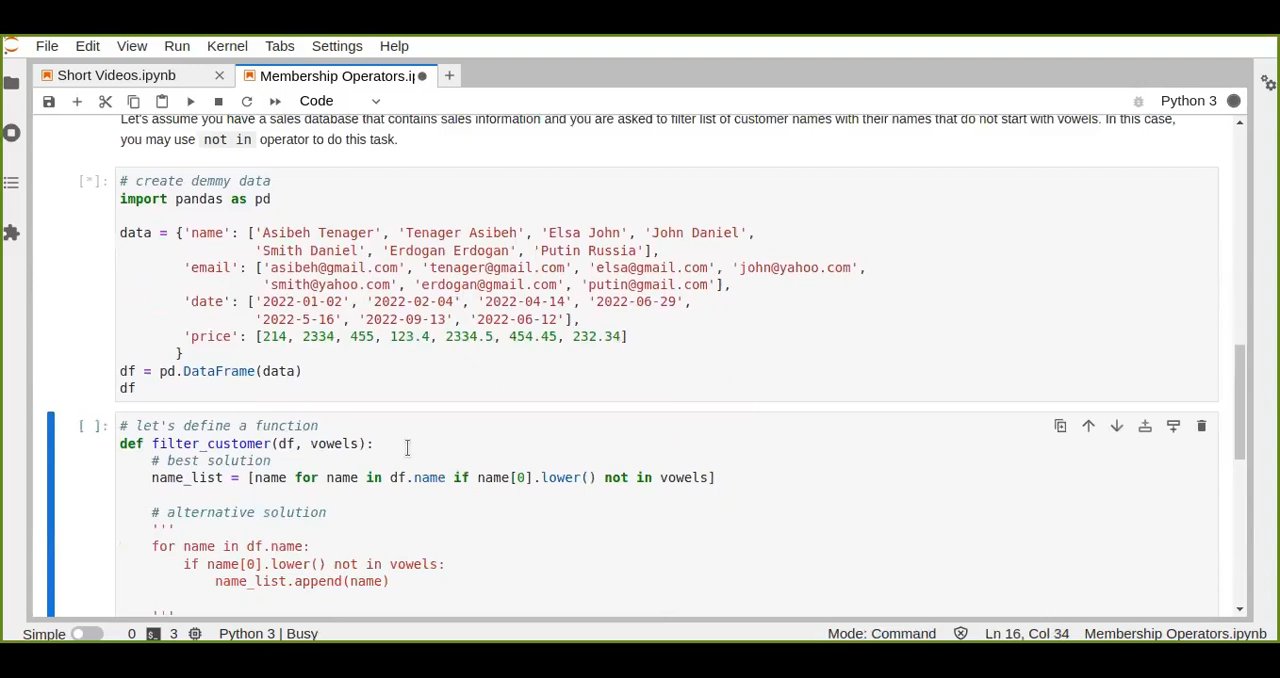 File Edit View Run Kernel Tabs Settings Help
Short Videos.ipynb
Membership Operators.i
Code
Python 3
Let's assume you have a sales database that contains sales information and you are asked to filter list of customer names with their names that do not start with vowels. In this case,
you may use not in operator to do this task.
[*]:
# create demmy data
import pandas as pd
data = {'name': ['Asibeh Tenager', 'Tenager Asibeh', 'Elsa John', 'John Daniel',
'Smith Daniel', 'Erdogan Erdogan', 'Putin Russia'],
'email': ['asibeh@gmail.com', 'tenager@gmail.com', 'elsa@gmail.com', 'john@yahoo.com',
'smith@yahoo.com', 'erdogan@gmail.com', 'putin@gmail.com'],
'date': ['2022-01-02', '2022-02-04', '2022-04-14', '2022-06-29',
'2022-5-16', '2022-09-13', '2022-06-12'],
'price': [214, 2334, 455, 123.4, 2334.5, 454.45, 232.34]
}
df = pd.DataFrame(data)
df
[ ]:
# let's define a function
def filter_customer(df, vowels):
# best solution
name_list = [name for name in df.name if name[0].lower() not in vowels]
# alternative solution
'''
for name in df.name:
if name[0].lower() not in vowels:
name_list.append(name)
'''
Simple 0 3 Python 3 | Busy Mode: Command Ln 16, Col 34 Membership Operators.ipynb